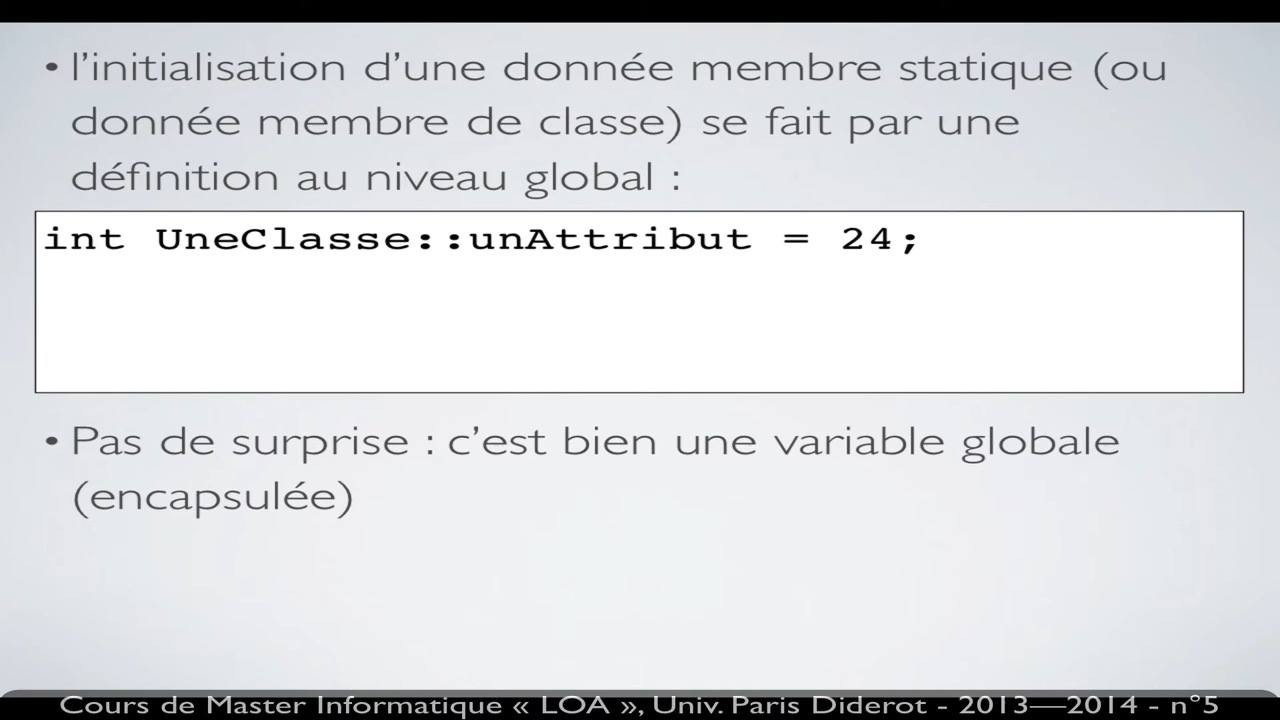 • l’initialisation d’une donnée membre statique (ou
donnée membre de classe) se fait par une
définition au niveau global :
int UneClasse::unAttribut = 24;
• Pas de surprise : c’est bien une variable globale
(encapsulée)
Cours de Master Informatique « LOA », Univ. Paris Diderot - 2013—2014 - n°5